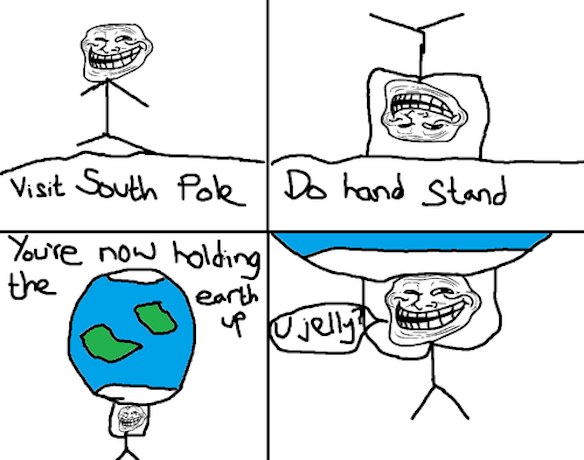 Visit South Pole
Do hand stand
You're now holding
the earth
up
U jelly?